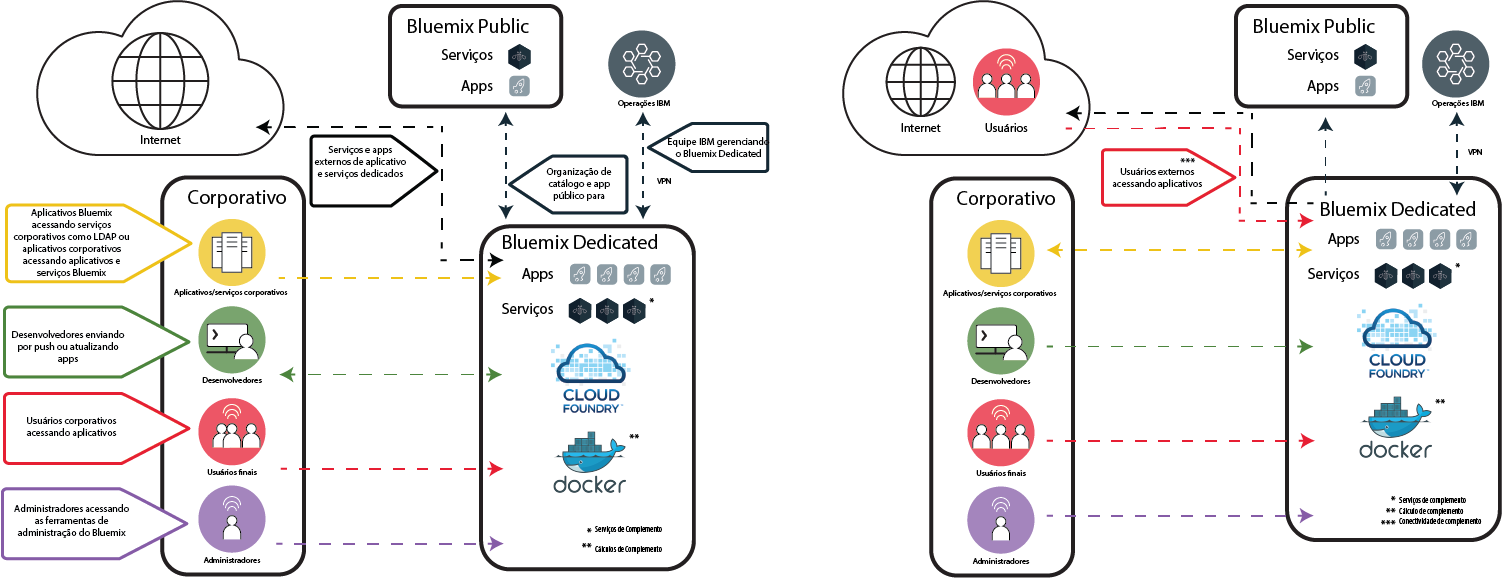 Internet
Bluemix Public
Serviços
Apps
Operações IBM
Serviços e apps
externos de aplicativo
e serviços dedicados
Organização de
catálogo e app
público para
Equipe IBM gerenciando
o Bluemix Dedicated
VPN
Corporativo
Aplicativos Bluemix
acessando serviços
corporativos como LDAP ou
aplicativos corporativos
acessando aplicativos e
serviços Bluemix
Aplicativos/serviços corporativos
Desenvolvedores enviando
por push ou atualizando
apps
Desenvolvedores
Usuários corporativos
acessando aplicativos
Usuários finais
Administradores acessando
as ferramentas de
administração do Bluemix
Administradores
Bluemix Dedicated
Apps
Serviços *
CLOUD
FOUNDRY™
**
docker
* Serviços de Complemento
** Cálculos de Complemento
Internet
Usuários
Bluemix Public
Serviços
Apps
Operações IBM
VPN
***
Usuários externos
acessando aplicativos
Corporativo
Aplicativos/serviços corporativos
Desenvolvedores
Usuários finais
Administradores
Bluemix Dedicated
Apps
Serviços *
CLOUD
FOUNDRY™
**
docker
* Serviços de complemento
** Cálculo de complemento
*** Conectividade de complemento